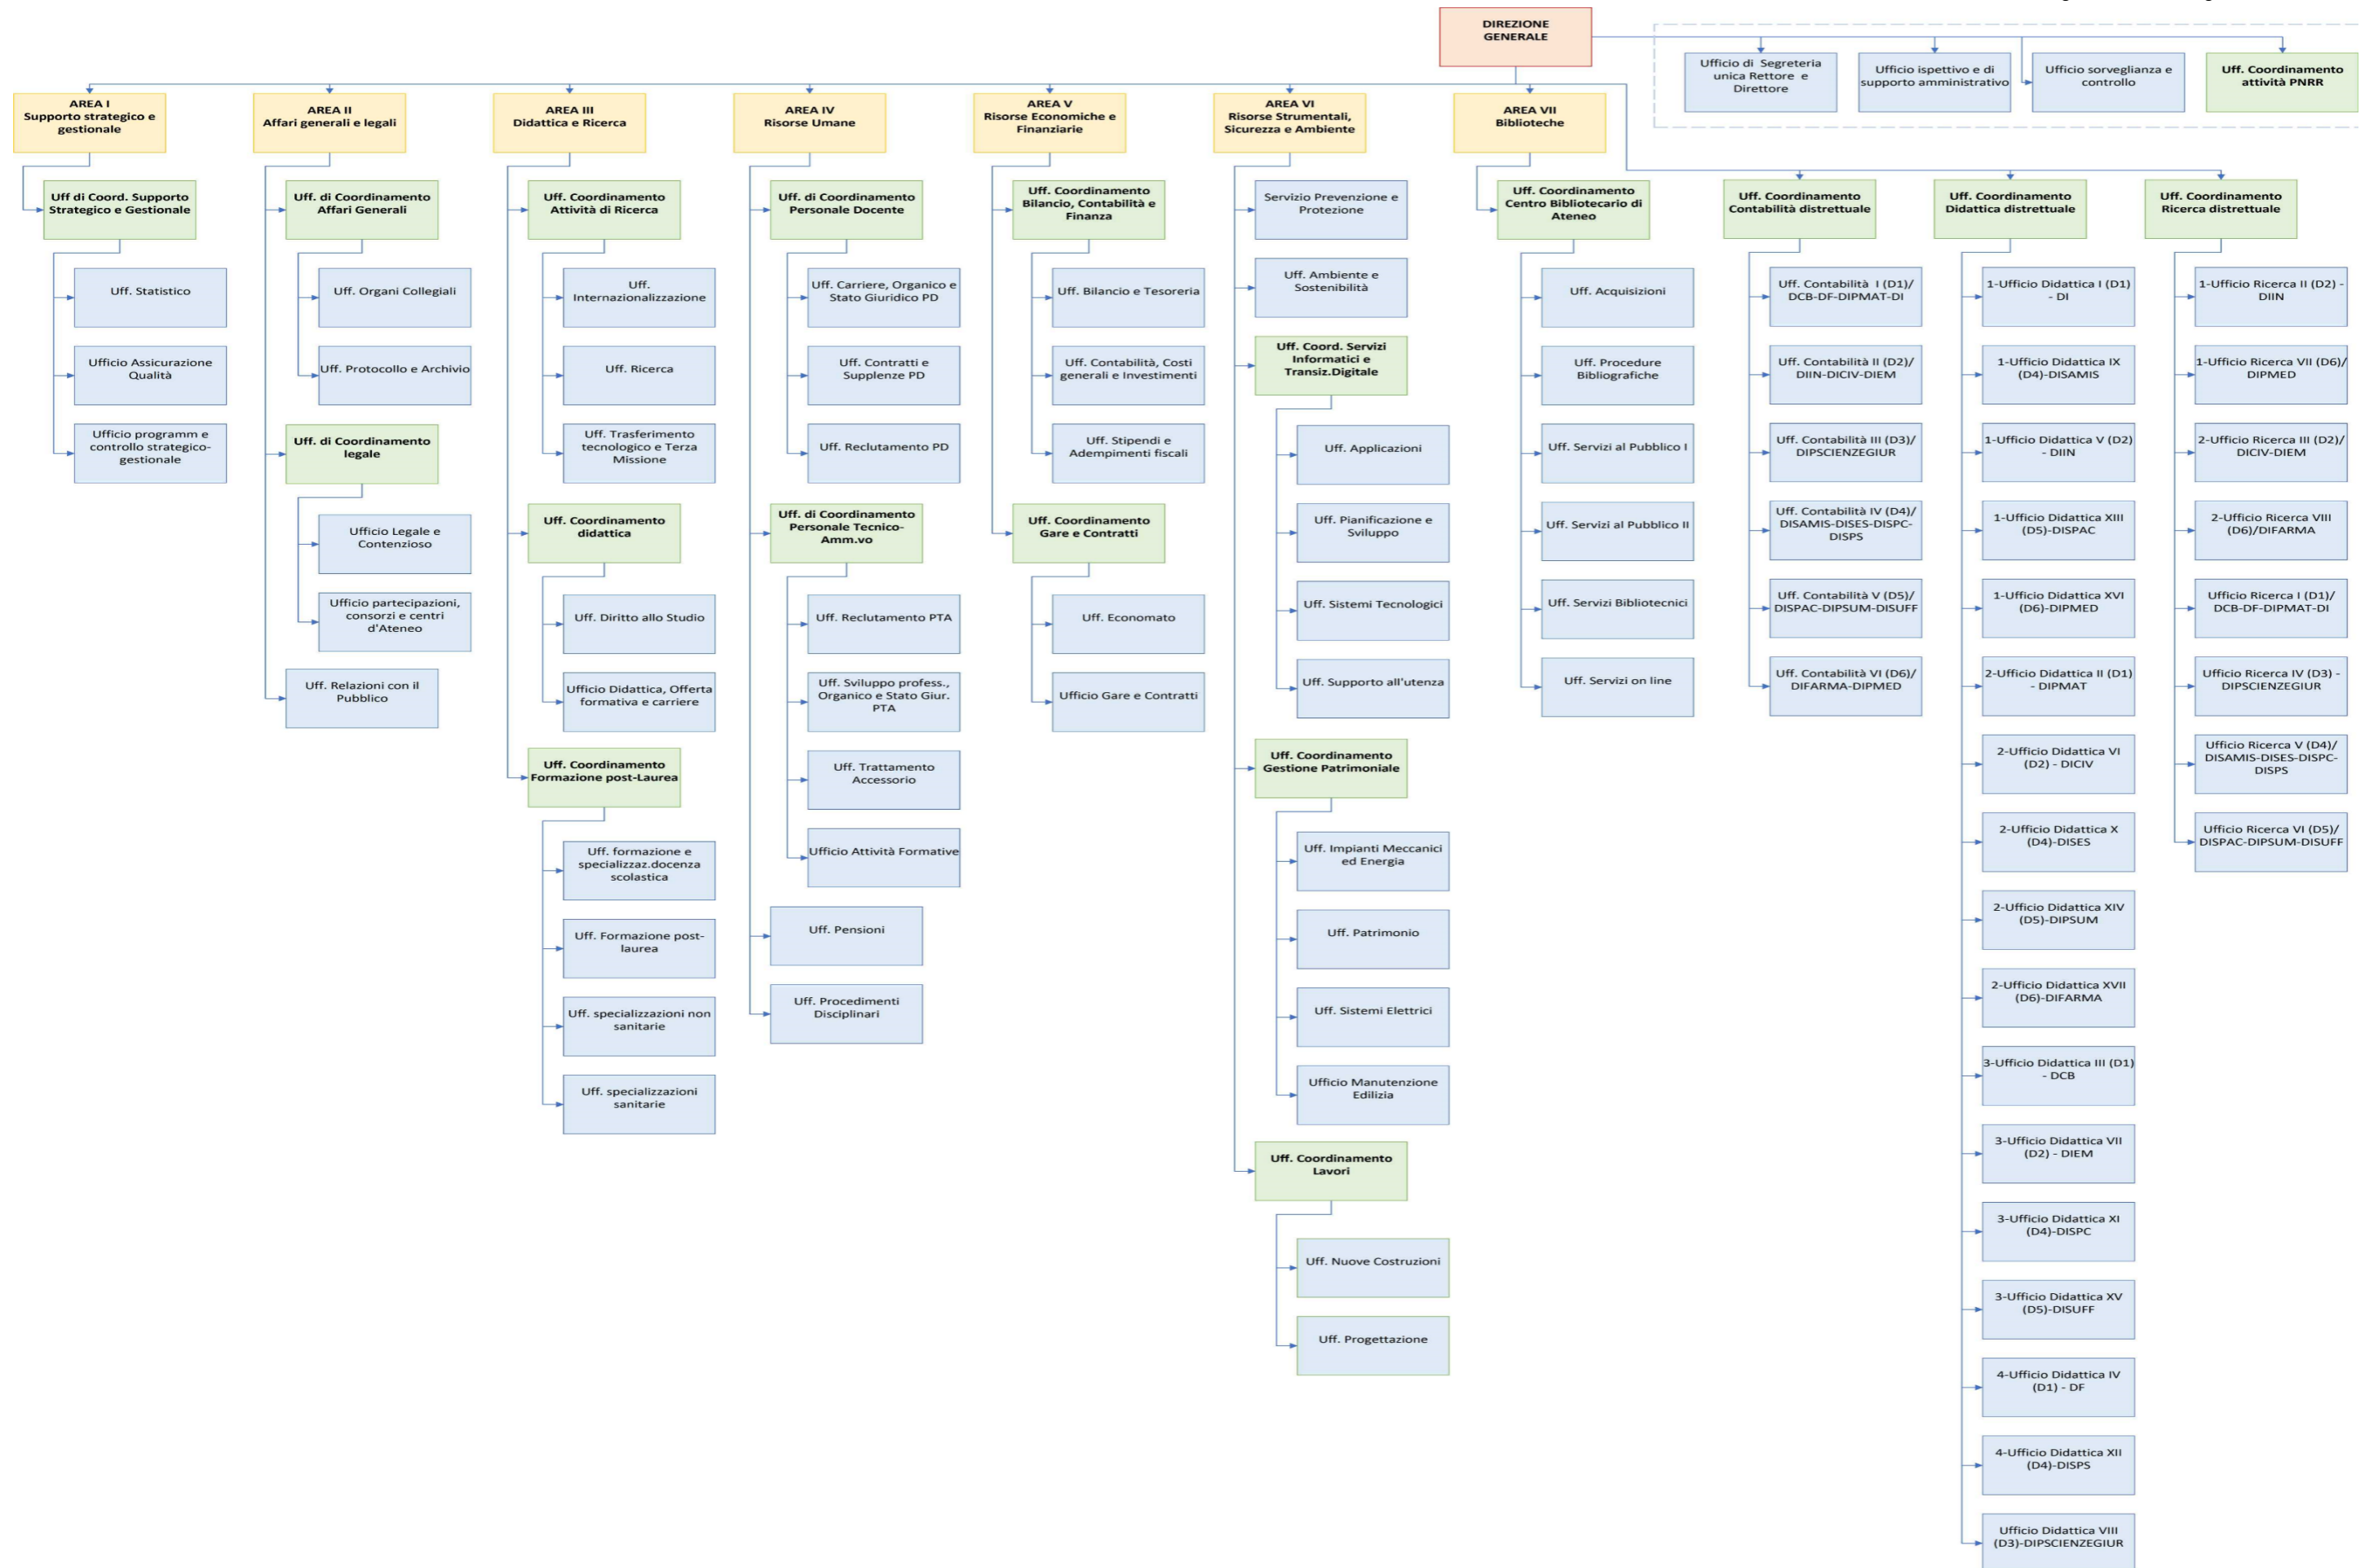 DIREZIONE
GENERALE
Ufficio di Segreteria
unica Rettore e
Direttore
Ufficio ispettivo e di
supporto amministrativo
Ufficio sorveglianza e
controllo
Uff. Coordinamento
attività PNRR
AREA I
Supporto strategico e
gestionale
Uff di Coord. Supporto
Strategico e Gestionale
Uff. Statistico
Ufficio Assicurazione
Qualità
Ufficio programm e
controllo strategico-
gestionale
AREA II
Affari generali e legali
Uff. di Coordinamento
Affari Generali
Uff. Organi Collegiali
Uff. Protocollo e Archivio
Uff. di Coordinamento
legale
Ufficio Legale e
Contenzioso
Ufficio partecipazioni,
consorzi e centri
d'Ateneo
Uff. Relazioni con il
Pubblico
AREA III
Didattica e Ricerca
Uff. Coordinamento
Attività di Ricerca
Uff.
Internazionalizzazione
Uff. Ricerca
Uff. Trasferimento
tecnologico e Terza
Missione
Uff. Coordinamento
didattica
Uff. Diritto allo Studio
Ufficio Didattica, Offerta
formativa e carriere
Uff. Coordinamento
Formazione post-Laurea
Uff. formazione e
specializzaz.docenza
scolastica
Uff. Formazione post-
laurea
Uff. specializzazioni non
sanitarie
Uff. specializzazioni
sanitarie
AREA IV
Risorse Umane
Uff. di Coordinamento
Personale Docente
Uff. Carriere, Organico e
Stato Giuridico PD
Uff. Contratti e
Supplenze PD
Uff. Reclutamento PD
Uff. di Coordinamento
Personale Tecnico-
Amm.vo
Uff. Reclutamento PTA
Uff. Sviluppo profess.,
Organico e Stato Giur.
PTA
Uff. Trattamento
Accessorio
Ufficio Attività Formative
Uff. Pensioni
Uff. Procedimenti
Disciplinari
AREA V
Risorse Economiche e
Finanziarie
Uff. Coordinamento
Bilancio, Contabilità e
Finanza
Uff. Bilancio e Tesoreria
Uff. Contabilità, Costi
generali e Investimenti
Uff. Stipendi e
Adempimenti fiscali
Uff. Coordinamento
Gare e Contratti
Uff. Economato
Ufficio Gare e Contratti
AREA VI
Risorse Strumentali,
Sicurezza e Ambiente
Servizio Prevenzione e
Protezione
Uff. Ambiente e
Sostenibilità
Uff. Coord. Servizi
Informatici e
Transiz.Digitale
Uff. Applicazioni
Uff. Pianificazione e
Sviluppo
Uff. Sistemi Tecnologici
Uff. Supporto all'utenza
Uff. Coordinamento
Gestione Patrimoniale
Uff. Impianti Meccanici
ed Energia
Uff. Patrimonio
Uff. Sistemi Elettrici
Ufficio Manutenzione
Edilizia
Uff. Coordinamento
Lavori
Uff. Nuove Costruzioni
Uff. Progettazione
AREA VII
Biblioteche
Uff. Coordinamento
Centro Bibliotecario di
Ateneo
Uff. Acquisizioni
Uff. Procedure
Bibliografiche
Uff. Servizi al Pubblico I
Uff. Servizi al Pubblico II
Uff. Servizi Bibliotecnici
Uff. Servizi on line
Uff. Coordinamento
Contabilità distrettuale
Uff. Contabilità I (D1)/
DCB-DF-DIPMAT-DI
Uff. Contabilità II (D2)/
DIIN-DICIV-DIEM
Uff. Contabilità III (D3)/
DIPSCIENZEGIUR
Uff. Contabilità IV (D4)/
DISAMIS-DISES-DISPC-
DISPS
Uff. Contabilità V (D5)/
DISPAC-DIPSUM-DISUFF
Uff. Contabilità VI (D6)/
DIFARMA-DIPMED
Uff. Coordinamento
Didattica distrettuale
1-Ufficio Didattica I (D1)
- DI
1-Ufficio Didattica IX
(D4)-DISAMIS
1-Ufficio Didattica V (D2)
- DIIN
1-Ufficio Didattica XIII
(D5)-DISPAC
1-Ufficio Didattica XVI
(D6)-DIPMED
2-Ufficio Didattica II (D1)
- DIPMAT
2-Ufficio Didattica VI
(D2) - DICIV
2-Ufficio Didattica X
(D4)-DISES
2-Ufficio Didattica XIV
(D5)-DIPSUM
2-Ufficio Didattica XVII
(D6)-DIFARMA
3-Ufficio Didattica III (D1)
- DCB
3-Ufficio Didattica VII
(D2) - DIEM
3-Ufficio Didattica XI
(D4)-DISPC
3-Ufficio Didattica XV
(D5)-DISUFF
4-Ufficio Didattica IV
(D1) - DF
4-Ufficio Didattica XII
(D4)-DISPS
Ufficio Didattica VIII
(D3)-DIPSCIENZEGIUR
Uff. Coordinamento
Ricerca distrettuale
1-Ufficio Ricerca II (D2) -
DIIN
1-Ufficio Ricerca VII (D6)/
DIPMED
2-Ufficio Ricerca III (D2)/
DICIV-DIEM
2-Ufficio Ricerca VIII
(D6)/DIFARMA
Ufficio Ricerca I (D1)/
DCB-DF-DIPMAT-DI
Ufficio Ricerca IV (D3) -
DIPSCIENZEGIUR
Ufficio Ricerca V (D4)/
DISAMIS-DISES-DISPC-
DISPS
Ufficio Ricerca VI (D5)/
DISPAC-DIPSUM-DISUFF